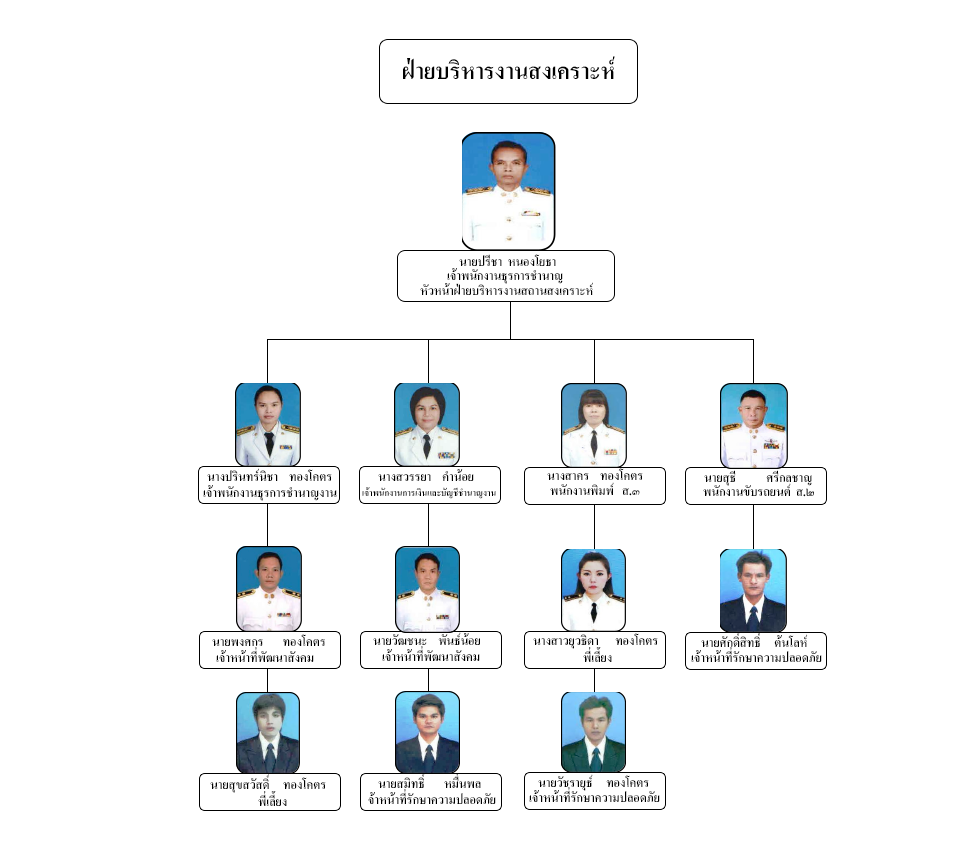 ฝ่ายบริหารงานสงเคราะห์
นายปรีชา หนองโยธา
เจ้าพนักงานธุรการชำนาญ
หัวหน้าฝ่ายบริหารงานสถานสงเคราะห์
นางปรินทร์นิชา ทองโคตร
เจ้าพนักงานธุรการชำนาญงาน
นางสวรรยา คำน้อย
เจ้าพนักงานการเงินและบัญชีชำนาญงาน
นางสากร ทองโคตร
พนักงานพิมพ์ ส.๓
นายสุธี ศรีกลชาญ
พนักงานขับรถยนต์ ส.๒
นายพงศกร ทองโคตร
เจ้าหน้าที่พัฒนาสังคม
นายวัฒชนะ พันธ์น้อย
เจ้าหน้าที่พัฒนาสังคม
นางสาวยุวธิดา ทองโคตร
พี่เลี้ยง
นายศักดิ์สิทธิ์ ต้นโลห์
เจ้าหน้าที่รักษาความปลอดภัย
นายสุขสวัสดิ์ ทองโคตร
พี่เลี้ยง
นายสมิทธิ์ หมื่นพล
จ้าหน้าที่รักษาความปลอดภัย
นายวัชรายุธ์ ทองโคตร
เจ้าหน้าที่รักษาความปลอดภัย